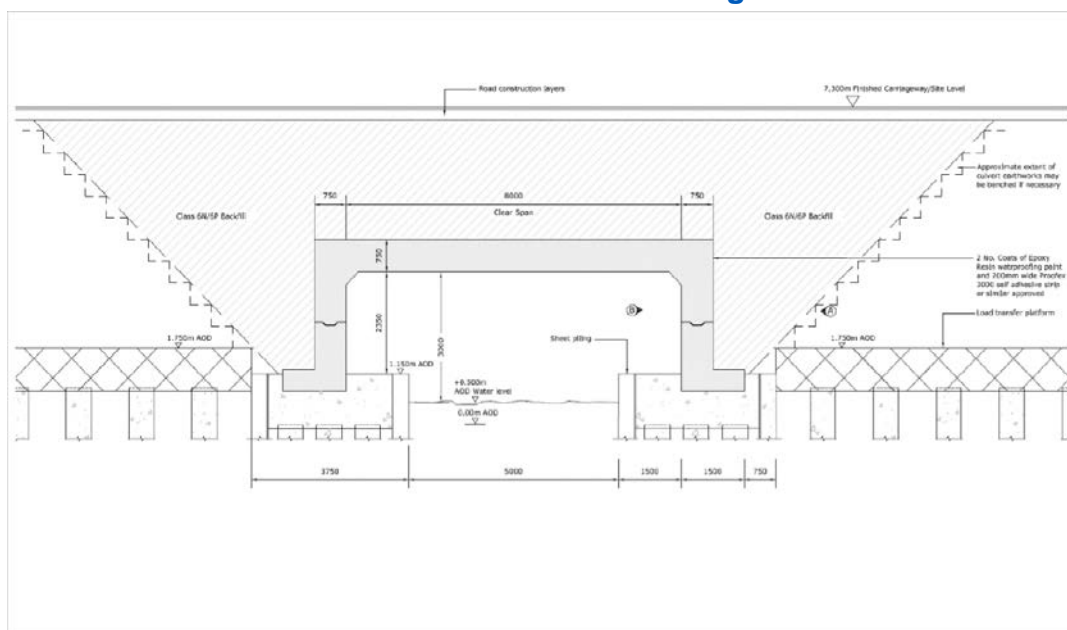 Road construction layers
7,300m Finished Carriageway/Site Level
Approximate extent of
culvert earthworks may
be benched if necessary
750
8000
750
Clear Span
Class 6N/6P Backfill
Class 6N/6P Backfill
750
2 No. Coats of Epoxy
Resin waterproofing paint
and 200mm wide Proofex
3000 self adhesive strip
or similar approved
2350
3000
B
A
Load transfer platform
1.750m AOD
Sheet piling
1.750m AOD
1.150m AOD
AOD Water level
0.00m AOD
3750
5000
1500
1500
750